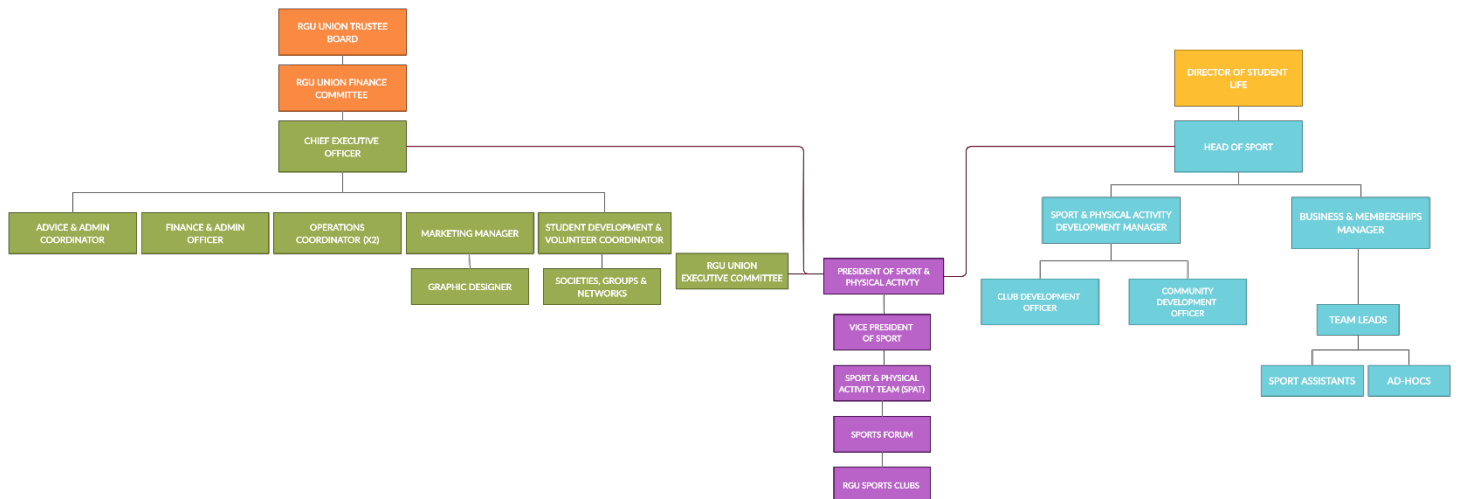 RGU UNION TRUSTEE
BOARD
RGU UNION FINANCE
COMMITTEE
CHIEF EXECUTIVE
OFFICER
ADVICE & ADMIN
COORDINATOR
FINANCE & ADMIN
OFFICER
OPERATIONS
COORDINATOR (X2)
MARKETING MANAGER
STUDENT DEVELOPMENT &
VOLUNTEER COORDINATOR
GRAPHIC DESIGNER
SOCIETIES, GROUPS &
NETWORKS
RGU UNION
EXECUTIVE COMMITTEE
PRESIDENT OF SPORT &
PHYSICAL ACTIVTY
VICE PRESIDENT
OF SPORT
SPORT & PHYSICAL
ACTIVITY TEAM (SPAT)
SPORTS FORUM
RGU SPORTS CLUBS
DIRECTOR OF STUDENT
LIFE
HEAD OF SPORT
SPORT & PHYSICAL ACTIVITY
DEVELOPMENT MANAGER
BUSINESS & MEMBERSHIPS
MANAGER
CLUB DEVELOPMENT
OFFICER
COMMUNITY
DEVELOPMENT
OFFICER
TEAM LEADS
SPORT ASSISTANTS
AD-HOCS